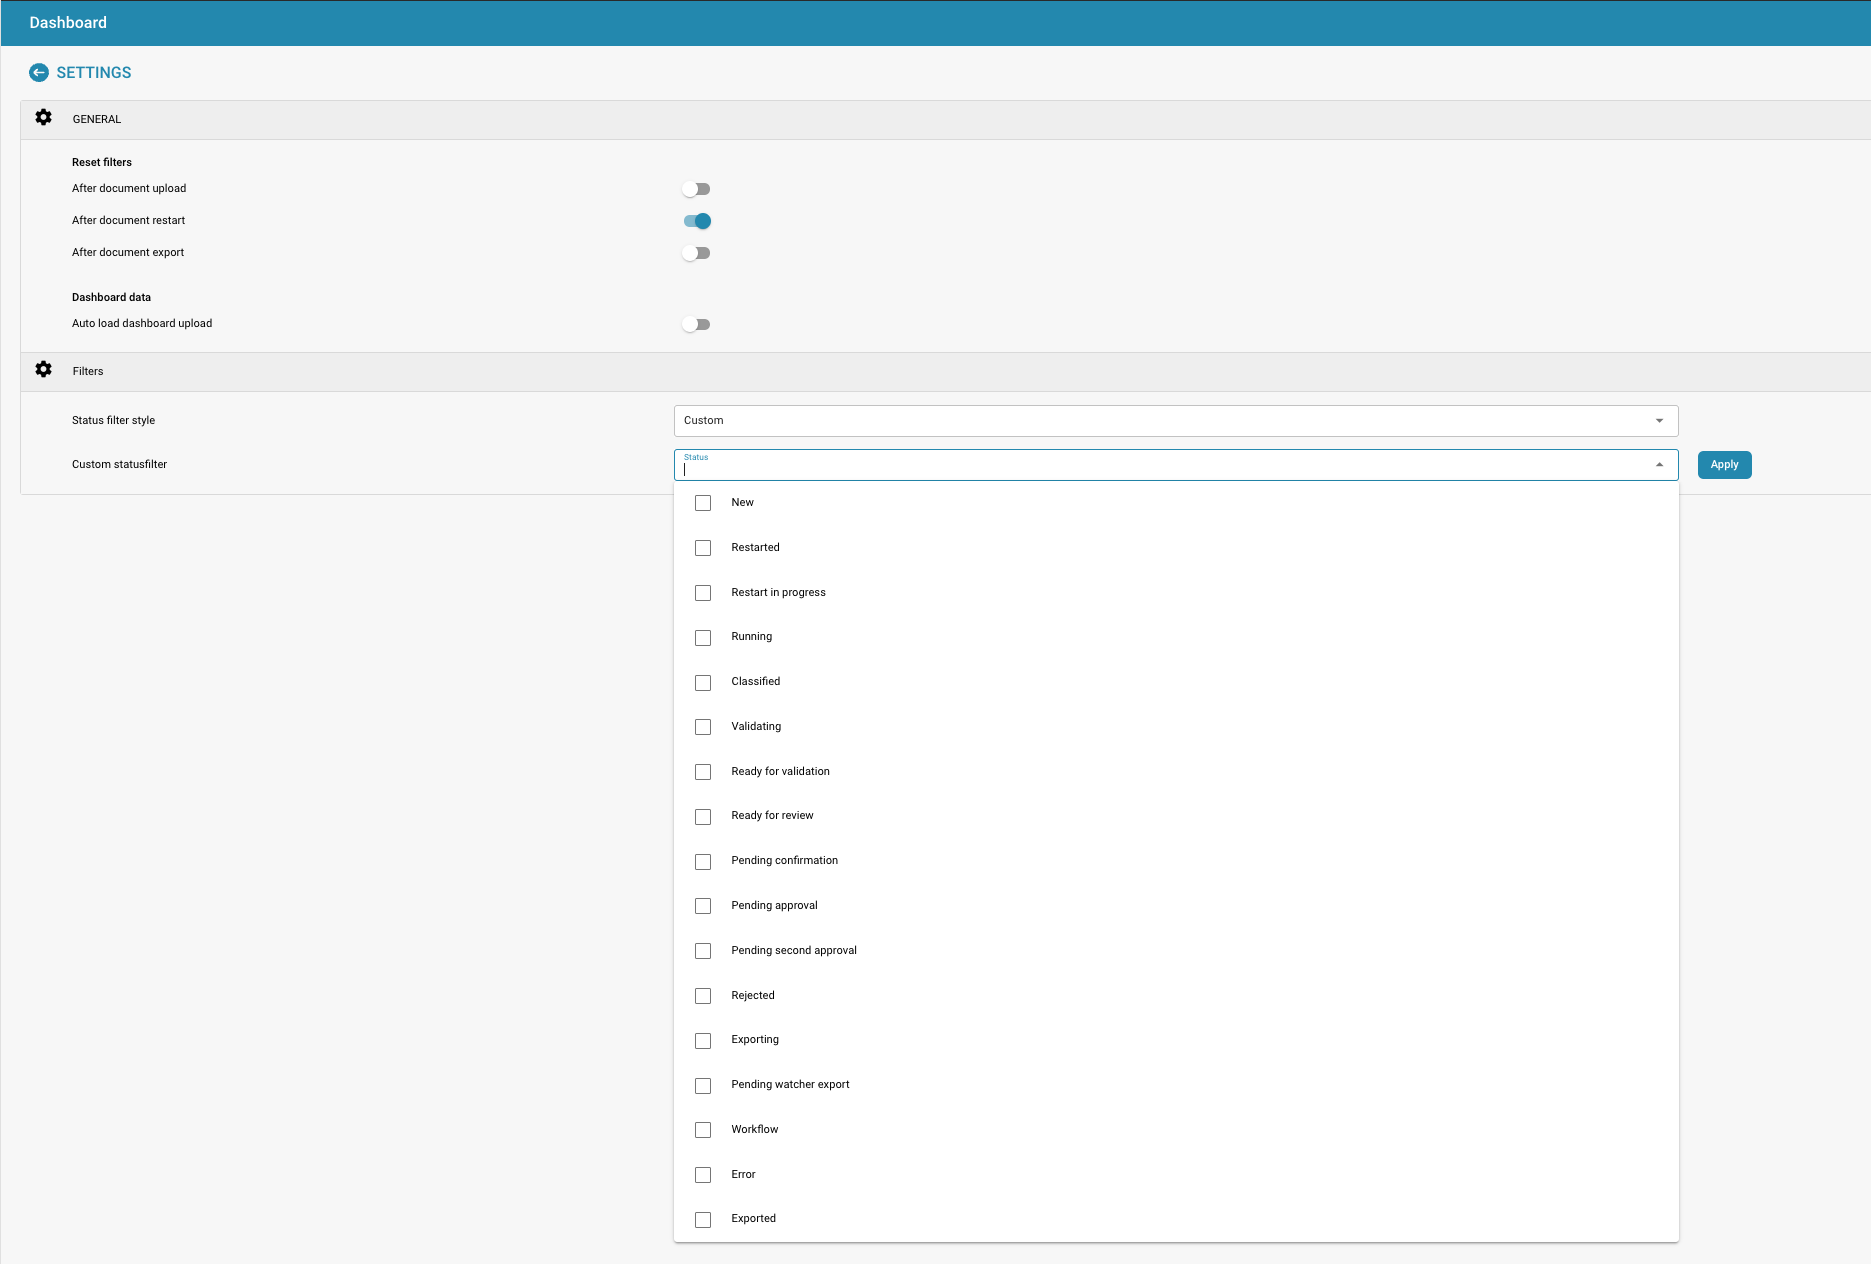 Dashboard
SETTINGS
GENERAL
Reset filters
After document upload
After document restart
After document export
Dashboard data
Auto load dashboard upload
Filters
Status filter style
Custom
Custom statusfilter
Status
Apply
New
Restarted
Restart in progress
Running
Classified
Validating
Ready for validation
Ready for review
Pending confirmation
Pending approval
Pending second approval
Rejected
Exporting
Pending watcher export
Workflow
Error
Exported